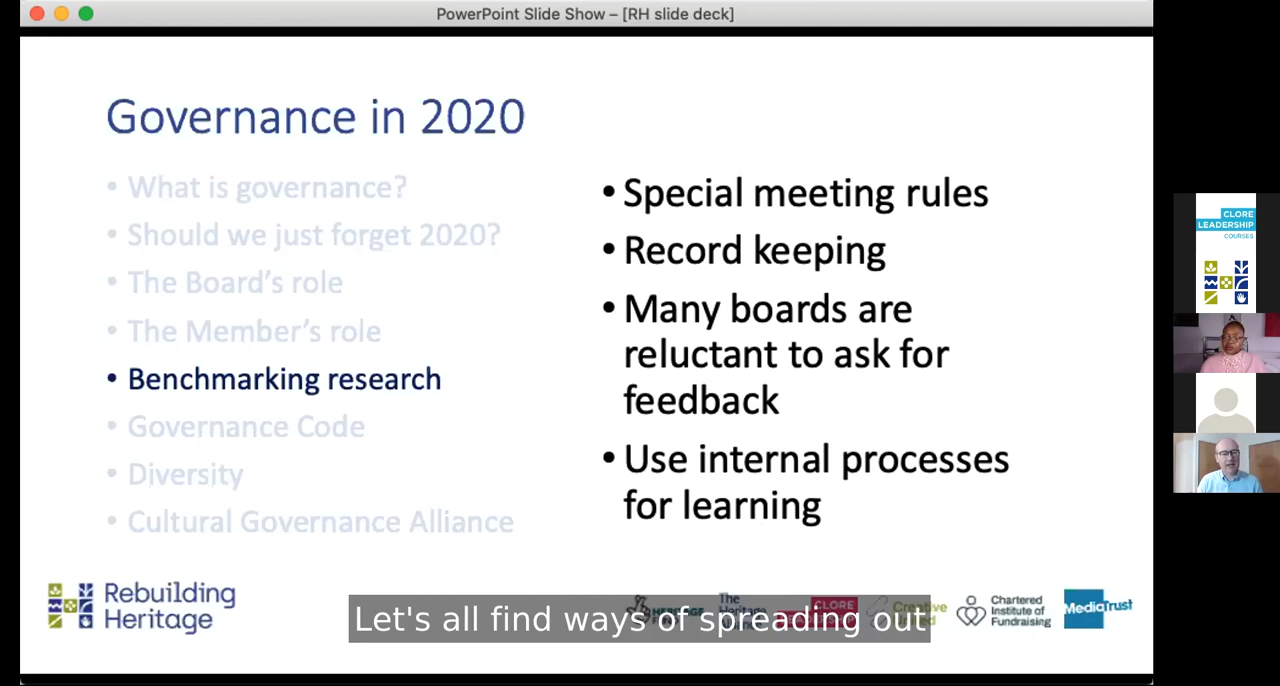 PowerPoint Slide Show – [RH slide deck]
Governance in 2020
• What is governance?
• Should we just forget 2020?
• The Board's role
• The Member's role
• Benchmarking research
• Governance Code
• Diversity
• Cultural Governance Alliance
• Special meeting rules
• Record keeping
• Many boards are
reluctant to ask for
feedback
• Use internal processes
for learning
CLORE
LEADERSHIP
COURSES
Rebuilding
Heritage
The
CLORE
Chartered
Institute of
Fundraising
MediaTrust
Let's all find ways of spreading out